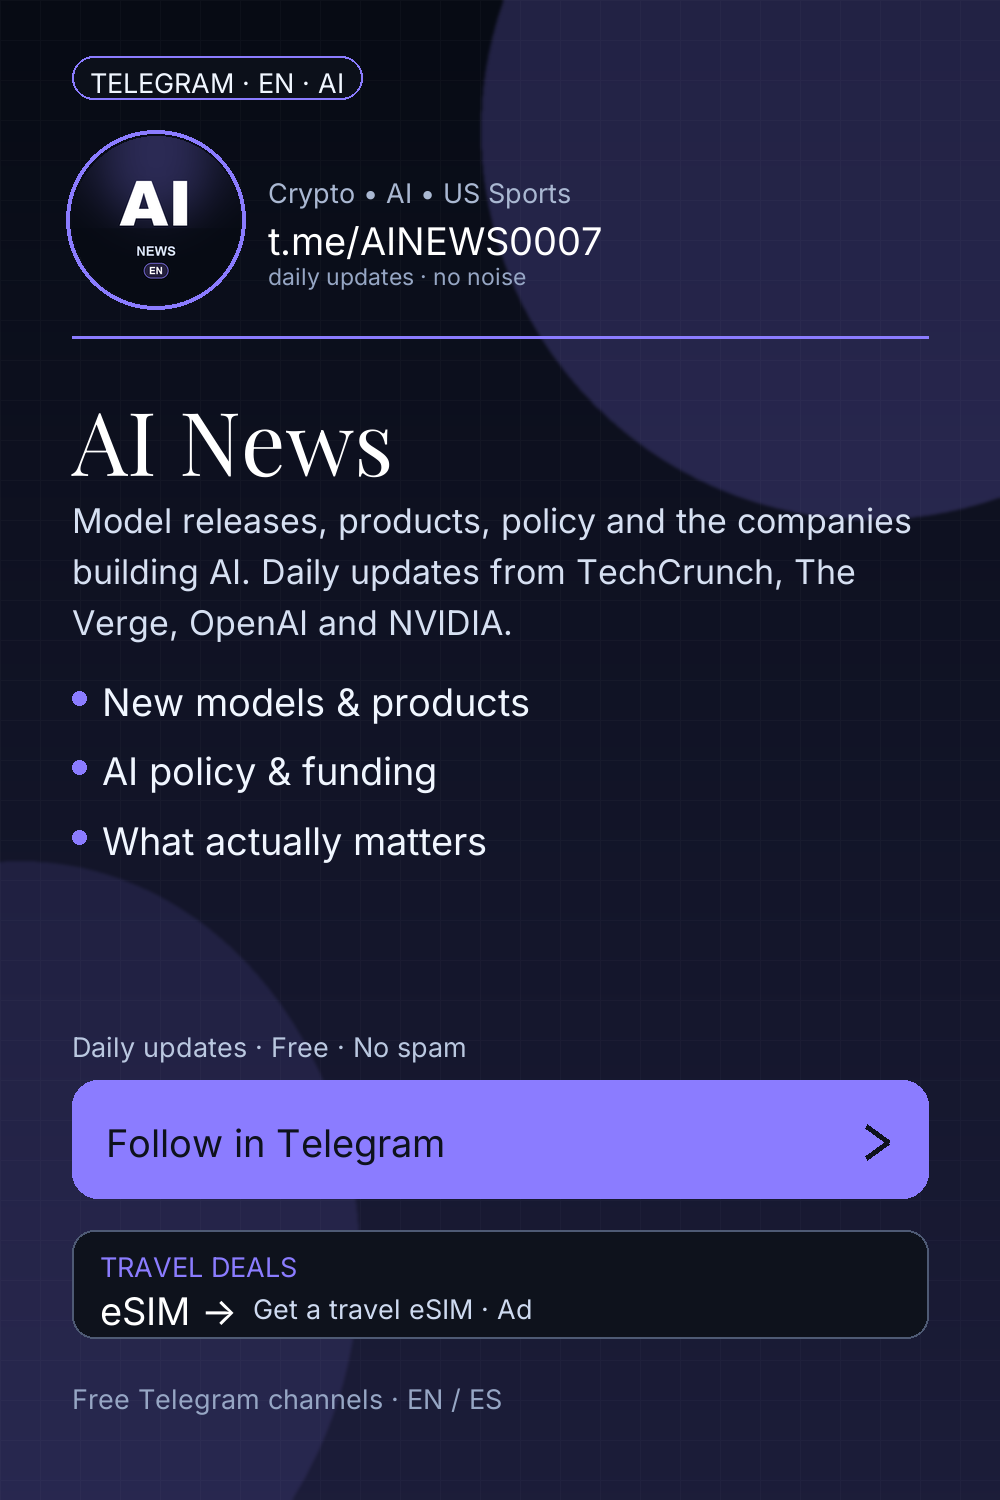 TELEGRAM · EN · AI
AI
NEWS
EN
Crypto • AI • US Sports
t.me/AINEWS0007
daily updates · no noise
AI News
Model releases, products, policy and the companies
building AI. Daily updates from TechCrunch, The
Verge, OpenAI and NVIDIA.
New models & products
AI policy & funding
What actually matters
Daily updates · Free · No spam
Follow in Telegram
TRAVEL DEALS
eSIM → Get a travel eSIM · Ad
Free Telegram channels · EN / ES